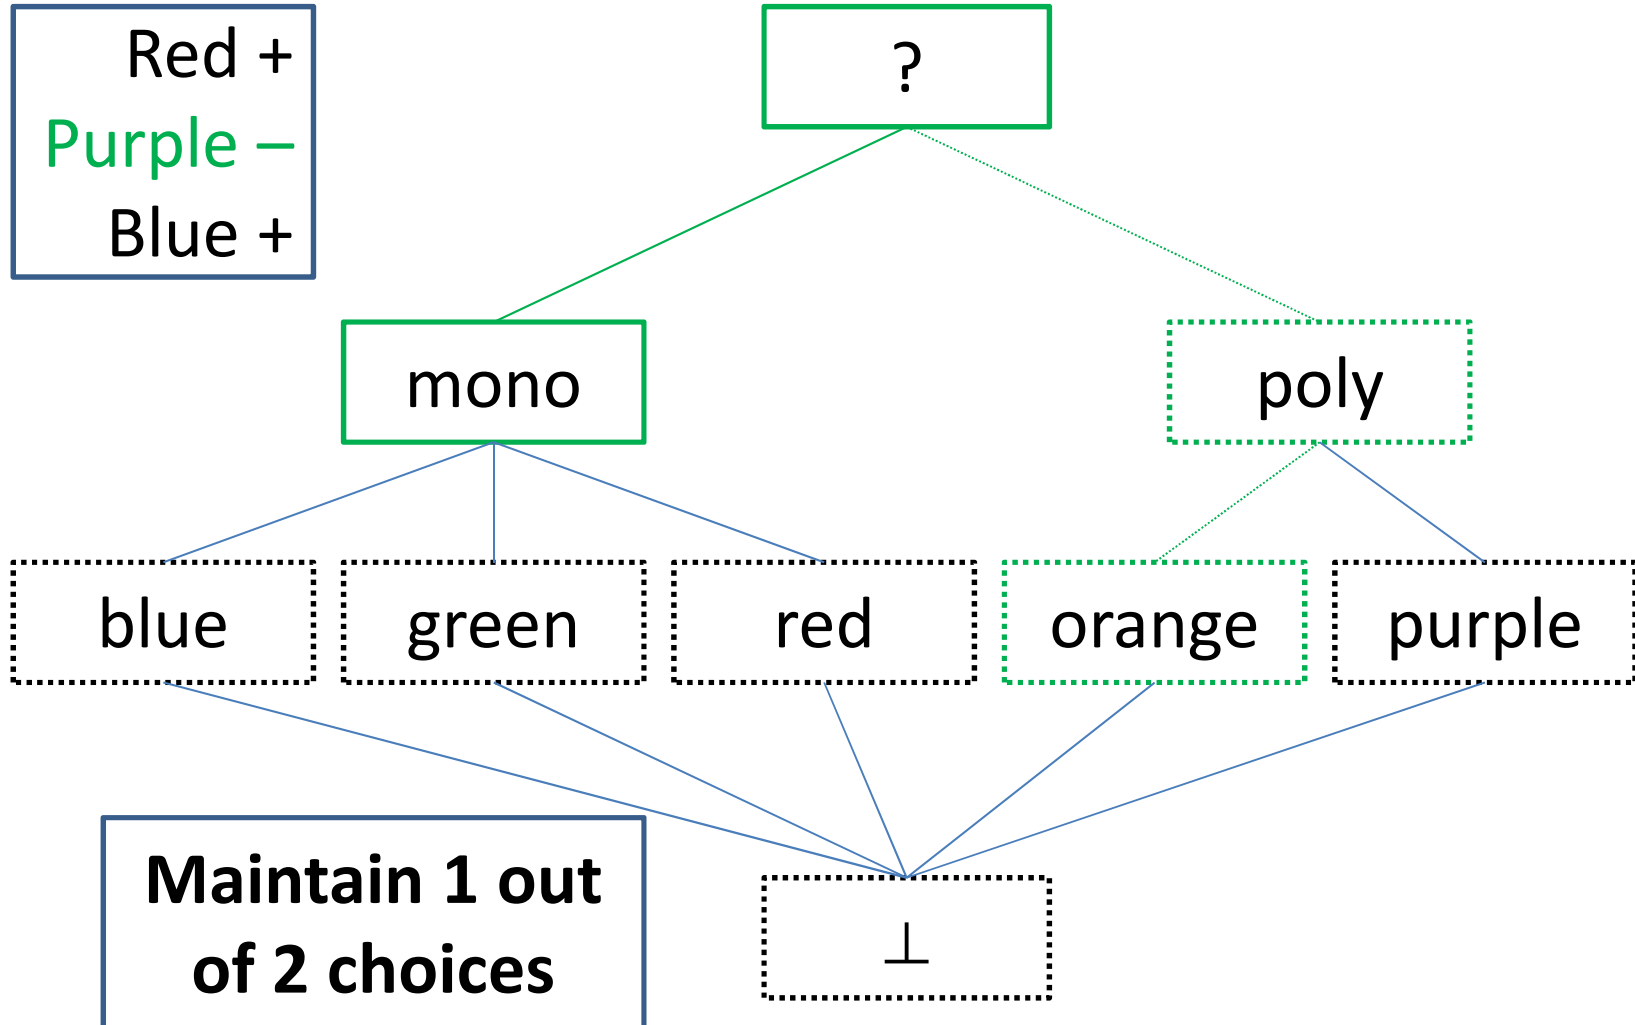 Red +
Purple –
Blue +
?
mono
poly
blue
green
red
orange
purple
Maintain 1 out
of 2 choices
⊥